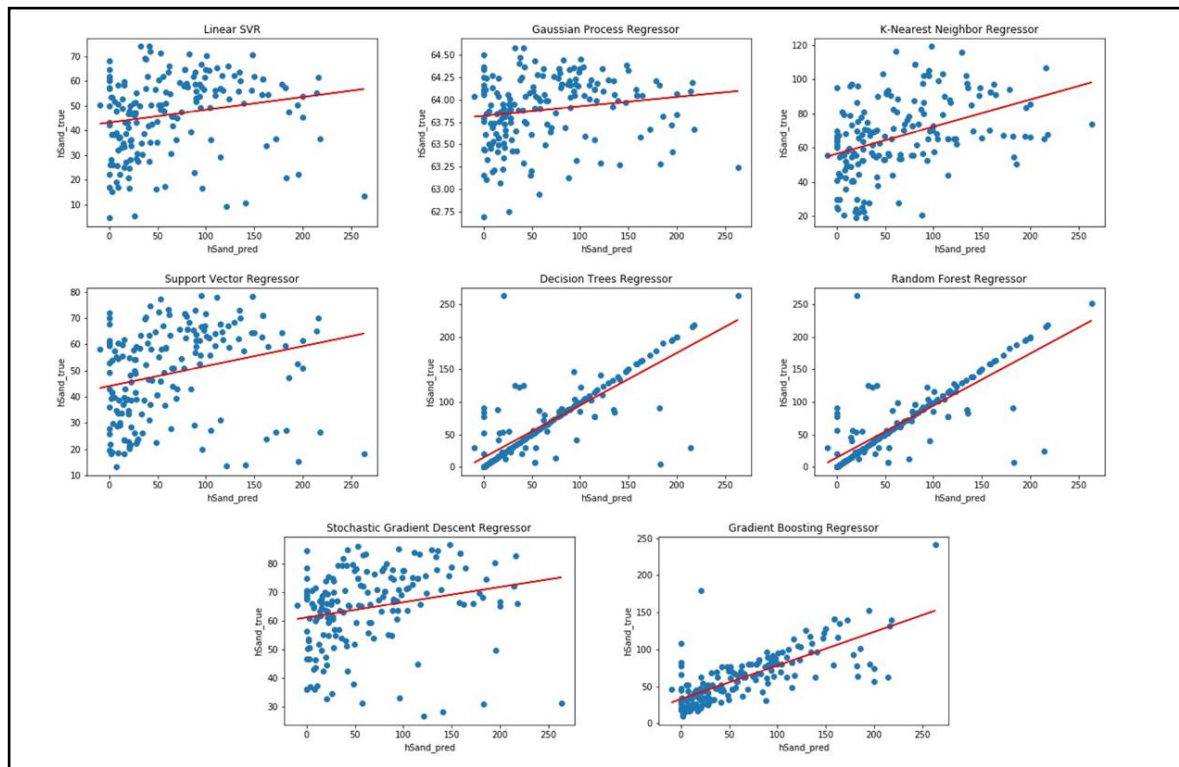 Linear SVR
hSand_true
70
60
50
40
30
20
10
0 50 100 150 200 250
hSand_pred
Gaussian Process Regressor
hSand_true
64.50
64.25
64.00
63.75
63.50
63.25
63.00
62.75
0 50 100 150 200 250
hSand_pred
K-Nearest Neighbor Regressor
hSand_true
120
100
80
60
40
20
0 50 100 150 200 250
hSand_pred
Support Vector Regressor
hSand_true
80
70
60
50
40
30
20
10
0 50 100 150 200 250
hSand_pred
Decision Trees Regressor
hSand_true
250
200
150
100
50
0
0 50 100 150 200 250
hSand_pred
Random Forest Regressor
hSand_true
250
200
150
100
50
0
0 50 100 150 200 250
hSand_pred
Stochastic Gradient Descent Regressor
hSand_true
80
70
60
50
40
30
0 50 100 150 200 250
hSand_pred
Gradient Boosting Regressor
hSand_true
250
200
150
100
50
0
0 50 100 150 200 250
hSand_pred